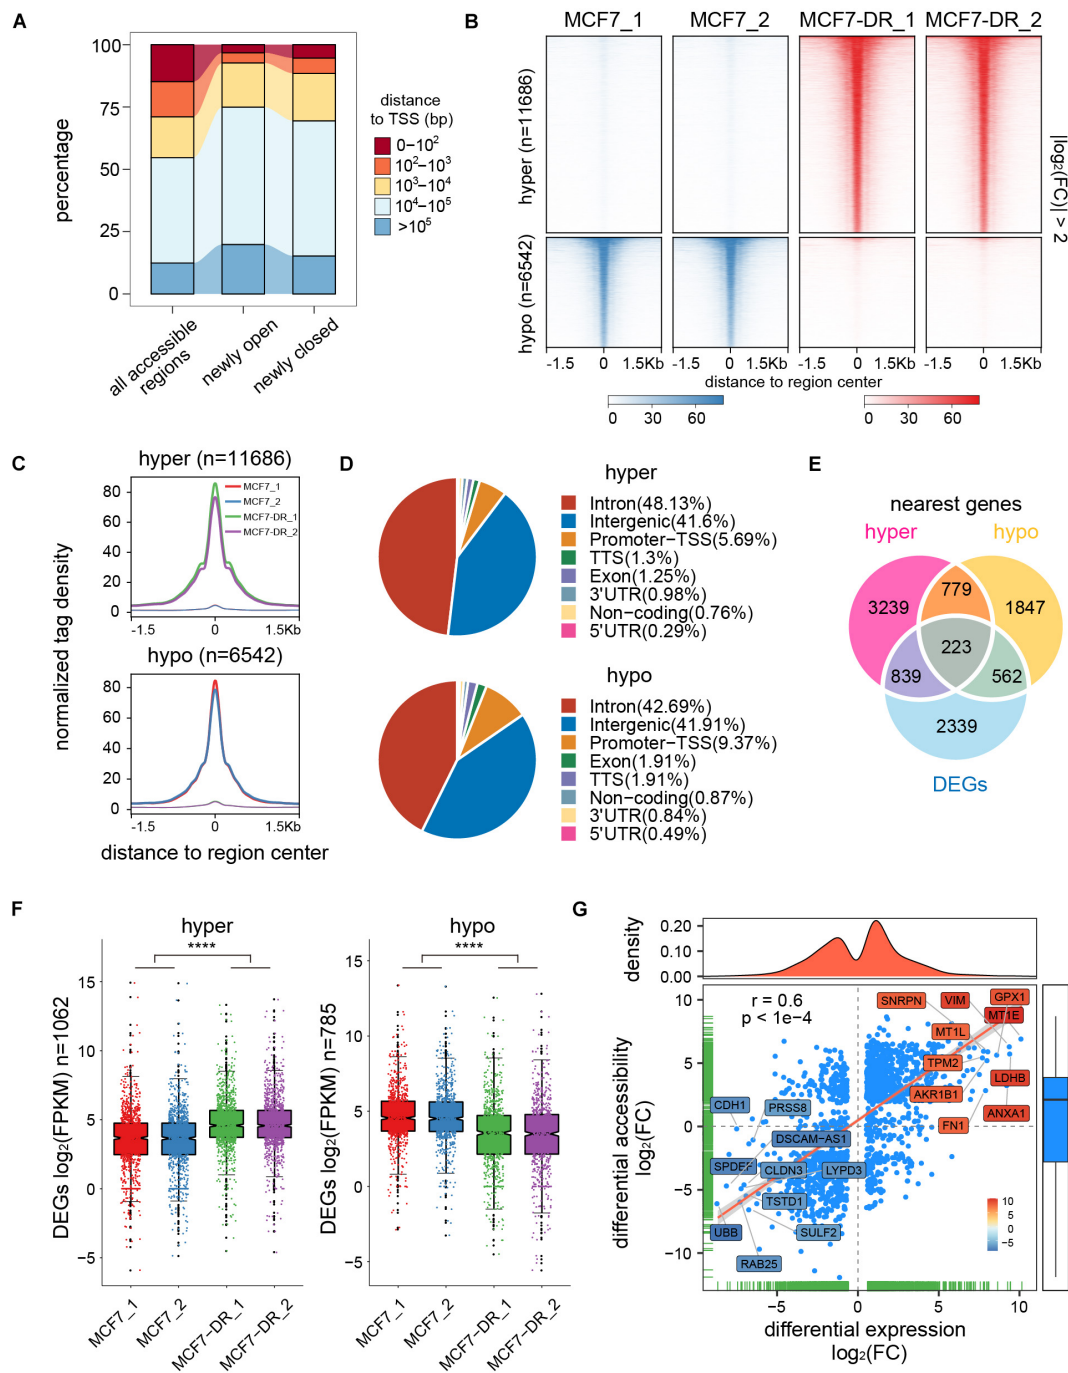 A
100
75
50
25
0
percentage
all accessible
regions
newly open
newly closed
distance
to TSS (bp)
0−10²
10²−10³
10³−10⁴
10⁴−10⁵
>10⁵
B
MCF7_1
MCF7_2
MCF7-DR_1
MCF7-DR_2
hyper (n=11686)
hypo (n=6542)
|log₂(FC)| > 2
-1.5 0 1.5Kb
-1.5 0 1.5Kb
-1.5 0 1.5Kb
-1.5 0 1.5Kb
distance to region center
0 30 60
0 30 60
C
hyper (n=11686)
80
60
40
20
0
MCF7_1
MCF7_2
MCF7-DR_1
MCF7-DR_2
-1.5 0 1.5Kb
hypo (n=6542)
80
60
40
20
0
-1.5 0 1.5Kb
normalized tag density
distance to region center
D
hyper
Intron(48.13%)
Intergenic(41.6%)
Promoter−TSS(5.69%)
TTS(1.3%)
Exon(1.25%)
3'UTR(0.98%)
Non−coding(0.76%)
5'UTR(0.29%)
hypo
Intron(42.69%)
Intergenic(41.91%)
Promoter−TSS(9.37%)
Exon(1.91%)
TTS(1.91%)
Non−coding(0.87%)
3'UTR(0.84%)
5'UTR(0.49%)
E
nearest genes
hyper
hypo
3239
779
1847
223
839
562
2339
DEGs
F
hyper
****
15
10
5
0
−5
DEGs log₂(FPKM) n=1062
MCF7_1
MCF7_2
MCF7−DR_1
MCF7−DR_2
hypo
****
15
10
5
0
−5
DEGs log₂(FPKM) n=785
MCF7_1
MCF7_2
MCF7−DR_1
MCF7−DR_2
G
density
0.20
0.10
0.00
r = 0.6
p < 1e−4
SNRPN
VIM
GPX1
MT1E
MT1L
TPM2
LDHB
AKR1B1
ANXA1
FN1
CDH1
PRSS8
DSCAM−AS1
SPDEF
CLDN3
LYPD3
TSTD1
UBB
SULF2
RAB25
10
5
0
−5
10
5
0
−5
−10
differential accessibility
log₂(FC)
−5
0
5
10
differential expression
log₂(FC)